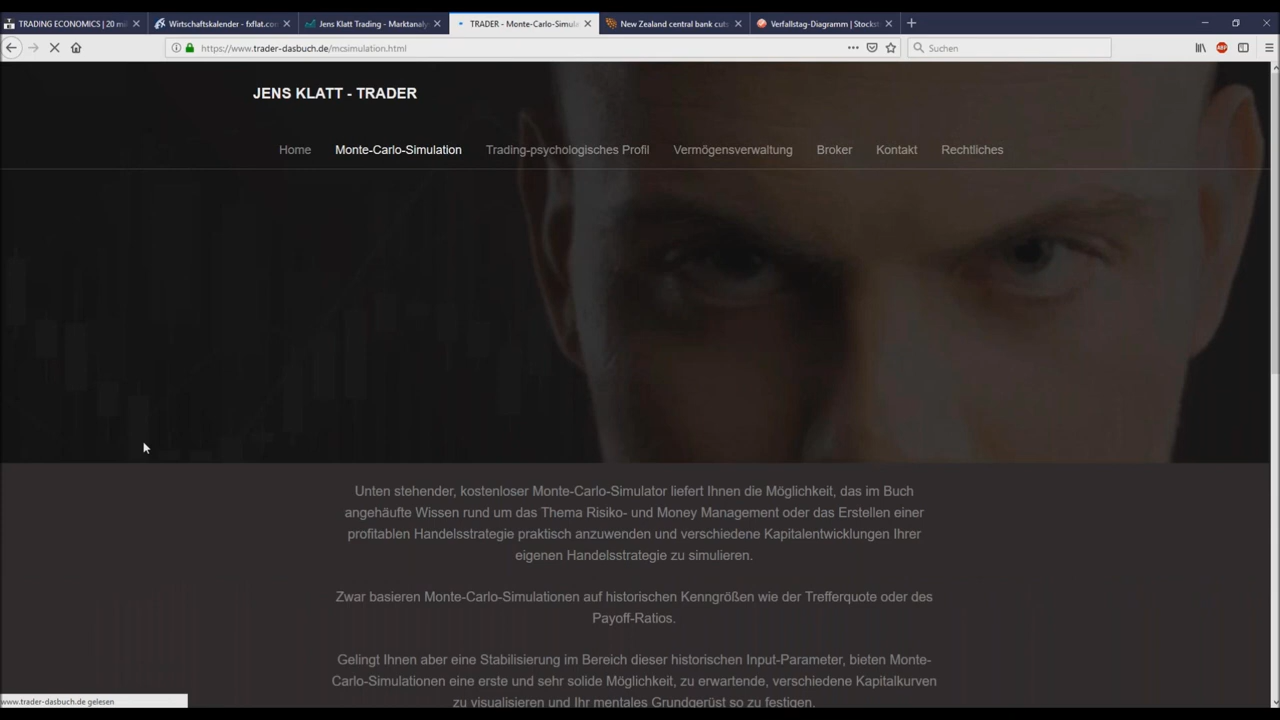 TRADING ECONOMICS | 20 mi
Wirtschaftskalender - fxflat.con
Jens Klatt Trading - Marktanaly
TRADER - Monte-Carlo-Simula
New Zealand central bank cuts
Verfallstag-Diagramm | Stockst
https://www.trader-dasbuch.de/mcsimulation.html
Suchen
ABP
JENS KLATT - TRADER
Home Monte-Carlo-Simulation Trading-psychologisches Profil Vermögensverwaltung Broker Kontakt Rechtliches
Unten stehender, kostenloser Monte-Carlo-Simulator liefert Ihnen die Möglichkeit, das im Buch
angehäufte Wissen rund um das Thema Risiko- und Money Management oder das Erstellen einer
profitablen Handelsstrategie praktisch anzuwenden und verschiedene Kapitalentwicklungen Ihrer
eigenen Handelsstrategie zu simulieren.
Zwar basieren Monte-Carlo-Simulationen auf historischen Kenngrößen wie der Trefferquote oder des
Payoff-Ratios.
Gelingt Ihnen aber eine Stabilisierung im Bereich dieser historischen Input-Parameter, bieten Monte-
Carlo-Simulationen eine erste und sehr solide Möglichkeit, zu erwartende, verschiedene Kapitalkurven
zu visualisieren und Ihr mentales Grundgerüst so zu festigen.
www.trader-dasbuch.de gelesen